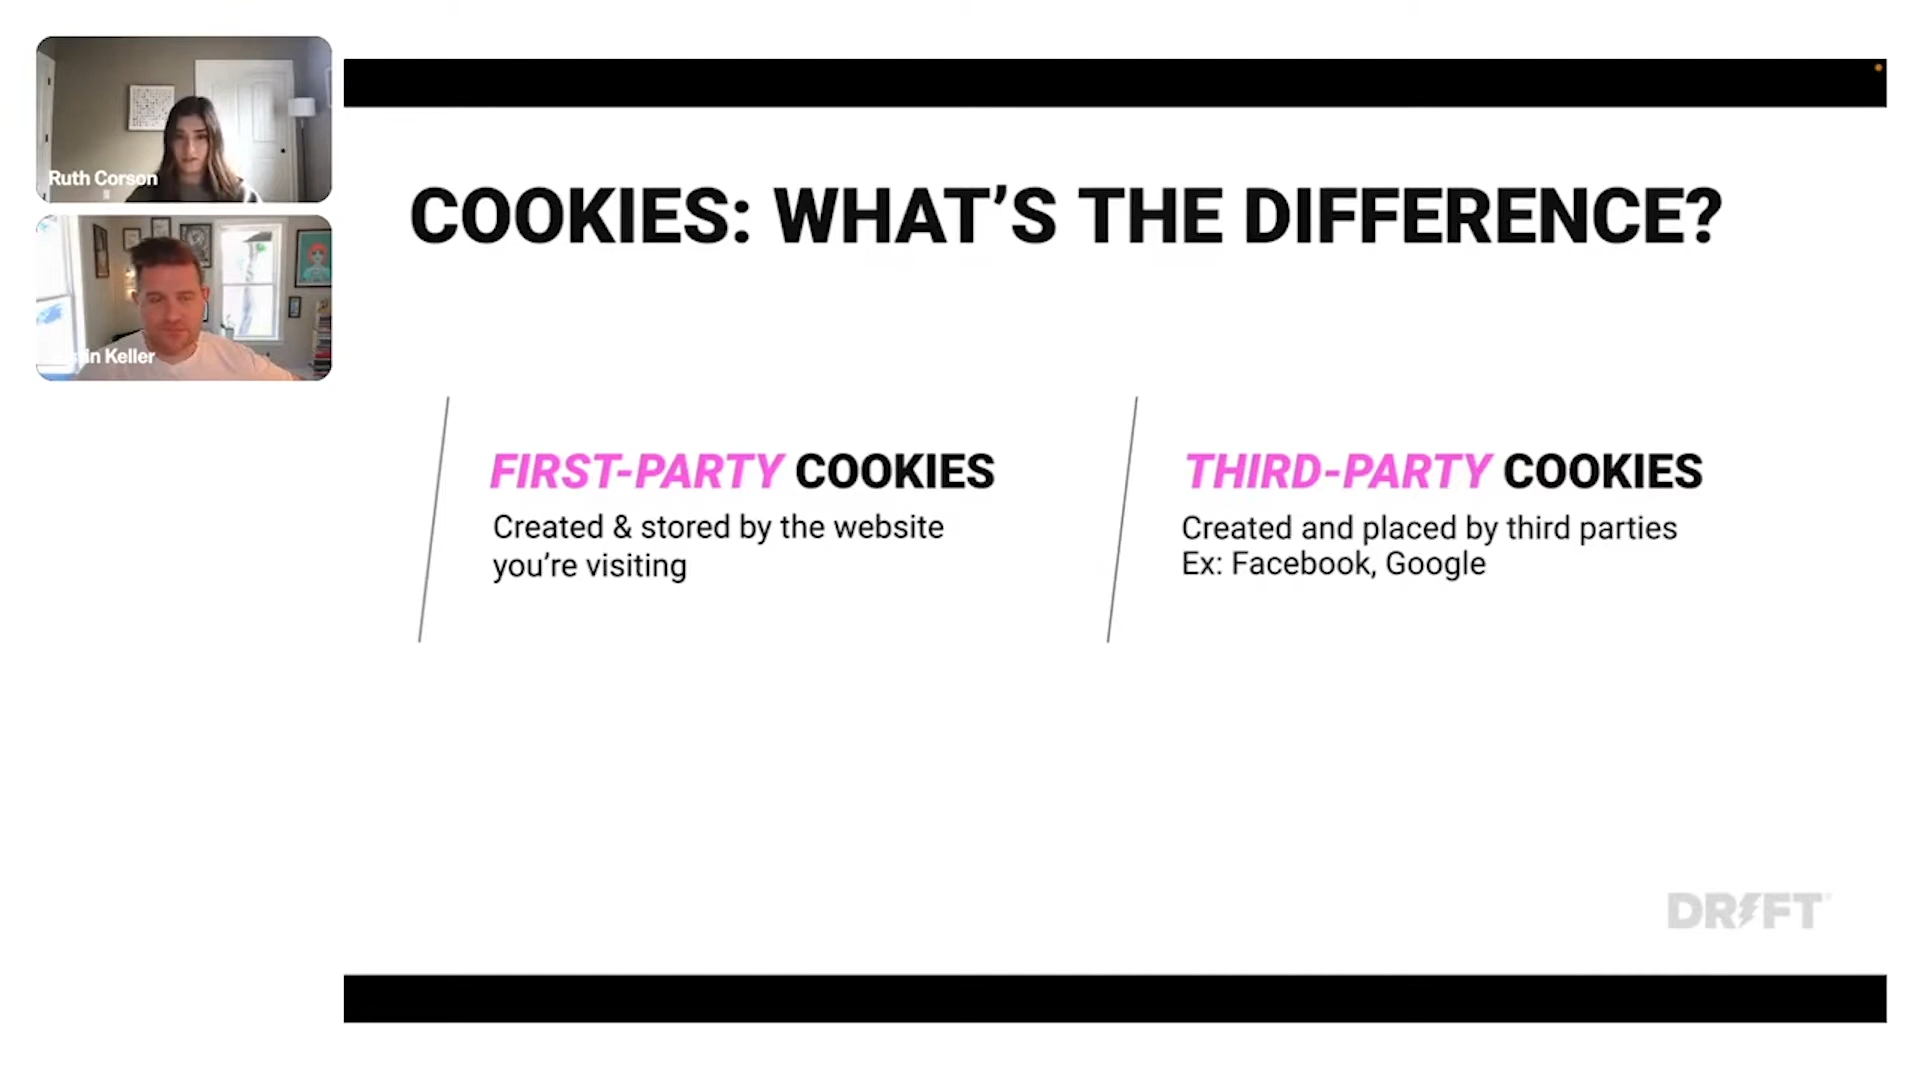 Ruth Corson
in Keller
COOKIES: WHAT’S THE DIFFERENCE?
FIRST-PARTY COOKIES
Created & stored by the website
you’re visiting
THIRD-PARTY COOKIES
Created and placed by third parties
Ex: Facebook, Google
DRIFT